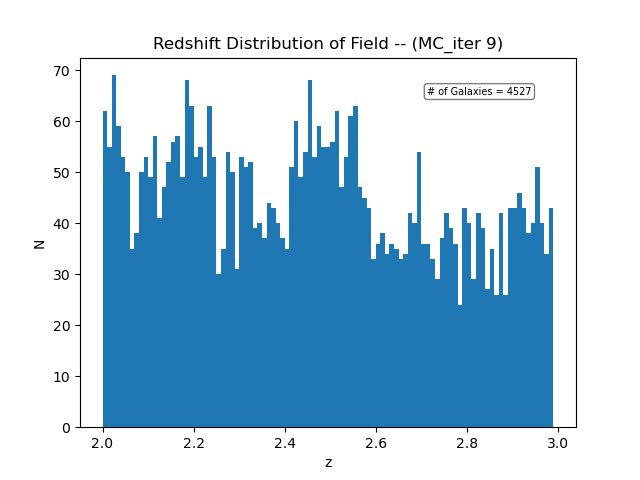 Redshift Distribution of Field -- (MC_iter 9)
# of Galaxies = 4527
70
60
50
40
30
20
10
0
N
2.0 2.2 2.4 2.6 2.8 3.0
z